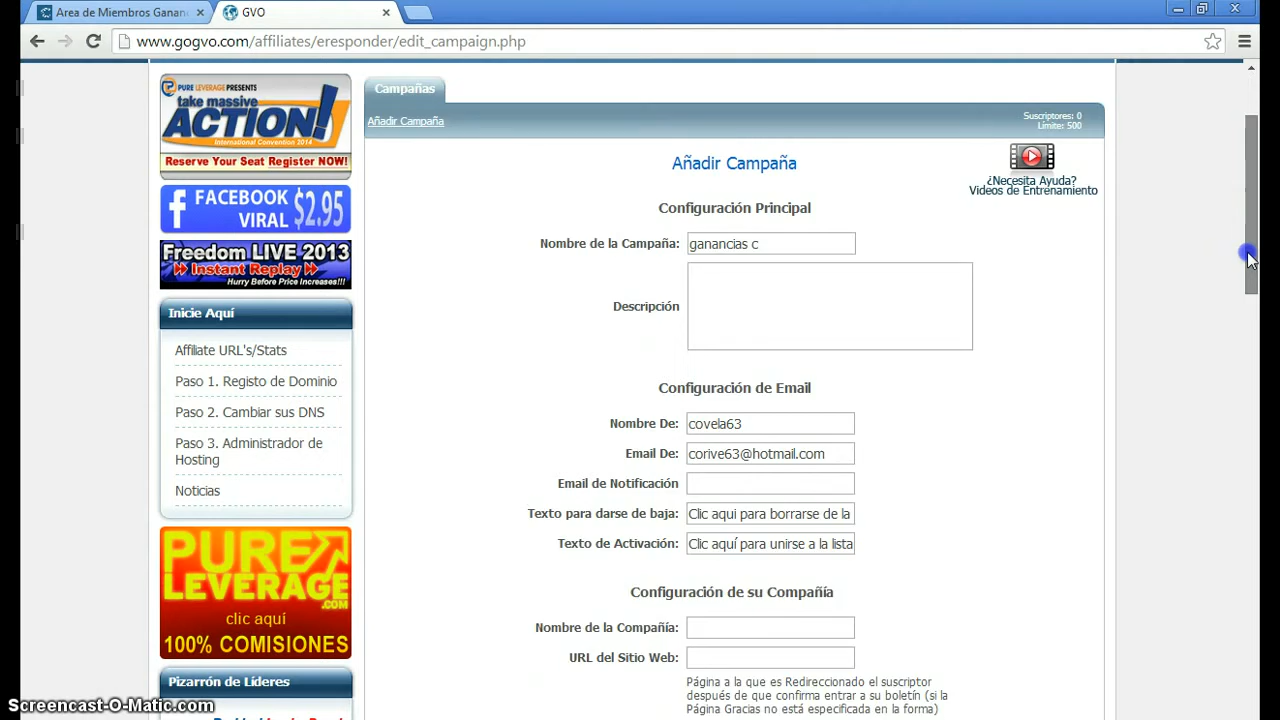 Area de Miembros Ganan
GVO
www.gogvo.com/affiliates/eresponder/edit_campaign.php
PURE LEVERAGE PRESENTS
take massive
ACTION!
International Convention 2014
Reserve Your Seat Register NOW!
FACEBOOK
VIRAL $2.95
Freedom LIVE 2013
Instant Replay
Hurry Before Price Increases!!!
Inicie Aquí
Affiliate URL's/Stats
Paso 1. Registo de Dominio
Paso 2. Cambiar sus DNS
Paso 3. Administrador de
Hosting
Noticias
PURE
LEVERAGE
.COM
clic aquí
100% COMISIONES
Pizarrón de Líderes
Campañas
Añadir Campaña
Suscriptores: 0
Límite: 500
Añadir Campaña
¿Necesita Ayuda?
Videos de Entrenamiento
Configuración Principal
Nombre de la Campaña: ganancias c
Descripción
Configuración de Email
Nombre De: covela63
Email De: corive63@hotmail.com
Email de Notificación
Texto para darse de baja: Clic aqui para borrarse de la
Texto de Activación: Clic aquí para unirse a la lista
Configuración de su Compañía
Nombre de la Compañía:
URL del Sitio Web:
Página a la que es Redireccionado el suscriptor
después de que confirma entrar a su boletín (si la
Página Gracias no está especificada en la forma)
Screencast-O-Matic.com